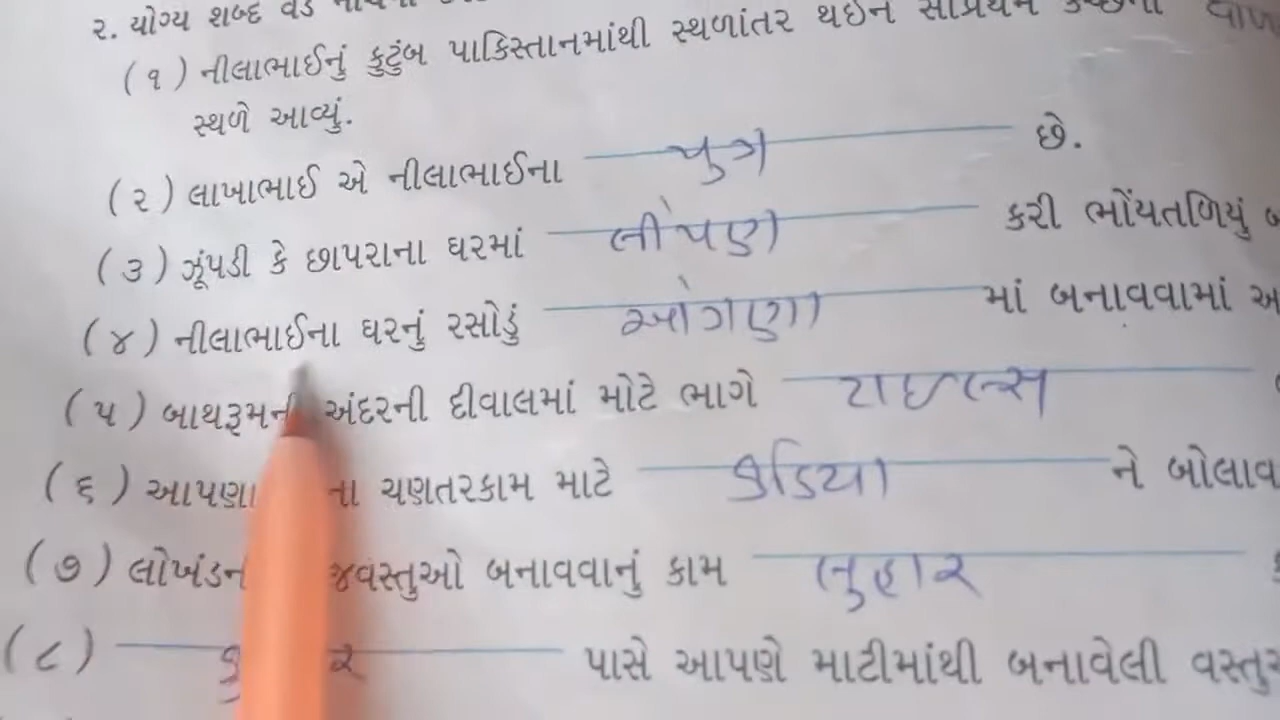 ૨. યોગ્ય શબ્દ વડે
(૧) નીલાભાઈનું કુટુંબ પાકિસ્તાનમાંથી સ્થળાંતર થઈને સૌપ્રથમ કચ્છના
સ્થળે આવ્યું.
(૨) લાખાભાઈ એ નીલાભાઈના પુત્ર છે.
(૩) ઝૂંપડી કે છાપરાના ઘરમાં લીંપણ કરી ભોંયતળિયું
(૪) નીલાભાઈના ઘરનું રસોડું આંગણા માં બનાવવામાં
(૫) બાથરૂમની અંદરની દીવાલમાં મોટે ભાગે ટાઇલ્સ
(૬) આપણા ચણતરકામ માટે કડિયા ને બોલાવ
(૭) લોખંડન જવસ્તુઓ બનાવવાનું કામ લુહાર
(૮) પાસે આપણે માટીમાંથી બનાવેલી